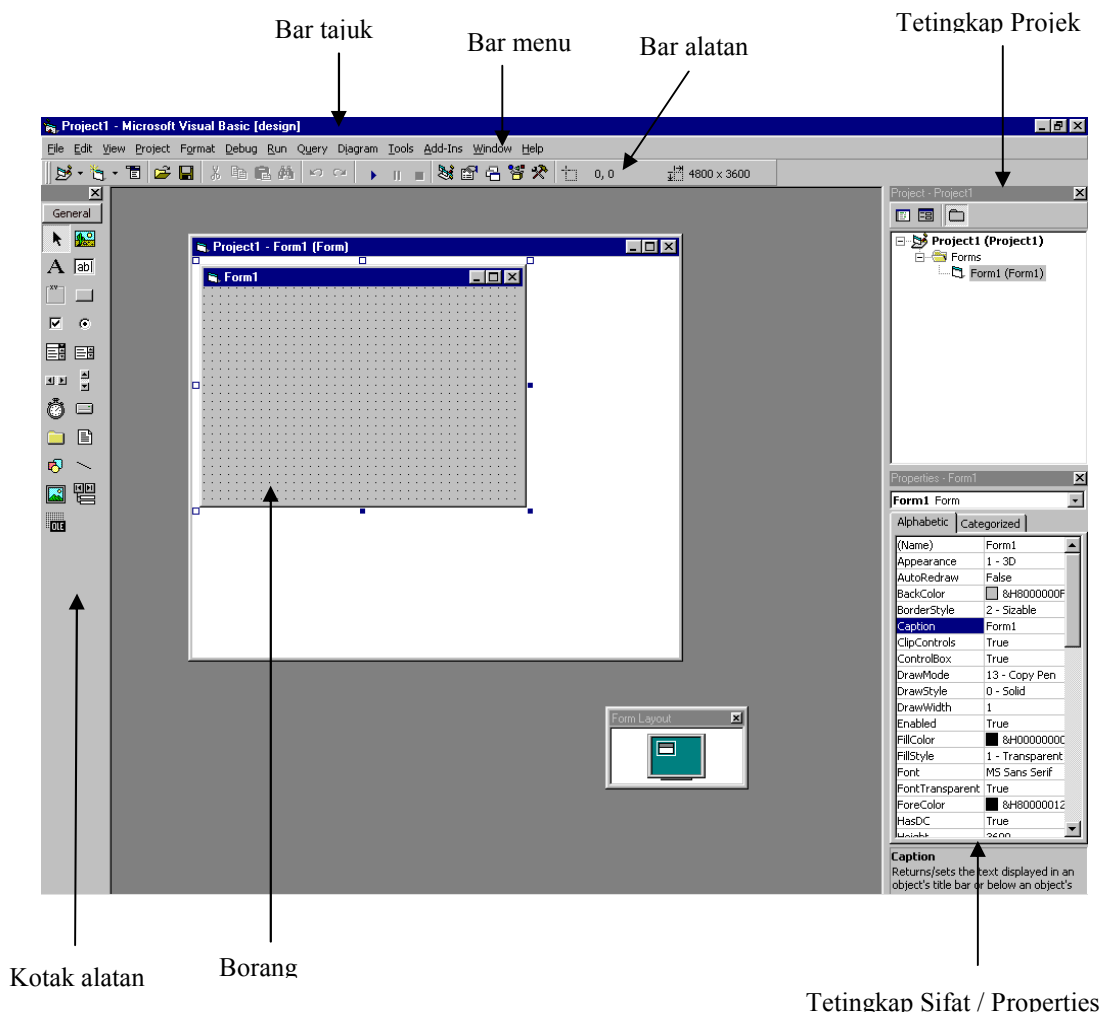 Bar tajuk
Bar menu
Bar alatan
Tetingkap Projek
Project1 - Microsoft Visual Basic [design]
File Edit View Project Format Debug Run Query Diagram Tools Add-Ins Window Help
0, 0
4800 x 3600
General
A
ab|
XY
OLE
Project1 - Form1 (Form)
Form1
Form Layout
Project - Project1
Project1 (Project1)
Forms
Form1 (Form1)
Properties - Form1
Form1 Form
Alphabetic Categorized
(Name) Form1
Appearance 1 - 3D
AutoRedraw False
BackColor &H8000000F
BorderStyle 2 - Sizable
Caption Form1
ClipControls True
ControlBox True
DrawMode 13 - Copy Pen
DrawStyle 0 - Solid
DrawWidth 1
Enabled True
FillColor &H0000000C
FillStyle 1 - Transparent
Font MS Sans Serif
FontTransparent True
ForeColor &H80000012
HasDC True
Height 3600
Caption
Returns/sets the text displayed in an
object's title bar or below an object's
Kotak alatan
Borang
Tetingkap Sifat / Properties